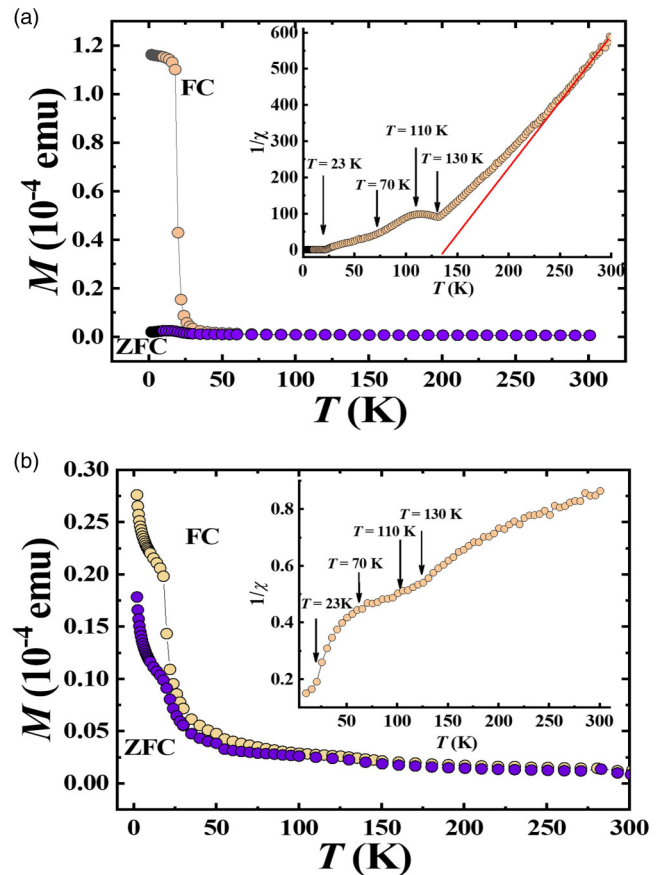 (a)
1.2
1.0
0.8
0.6
0.4
0.2
0.0
M (10⁻⁴ emu)
FC
ZFC
0 50 100 150 200 250 300
T (K)
600
500
400
300
200
100
0
1/χ
T = 23 K
T = 70 K
T = 110 K
T = 130 K
0 50 100 150 200 250 300
T (K)
(b)
0.30
0.25
0.20
0.15
0.10
0.05
0.00
M (10⁻⁴ emu)
FC
ZFC
0 50 100 150 200 250 300
T (K)
0.8
0.6
0.4
0.2
1/χ
T = 23K
T = 70 K
T = 110 K
T = 130 K
50 100 150 200 250 300
T (K)